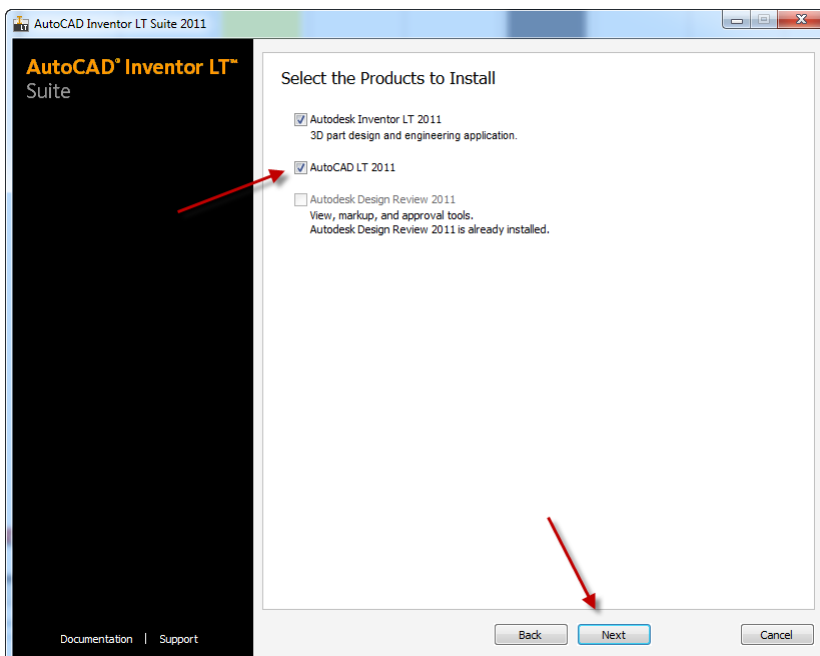 AutoCAD Inventor LT Suite 2011
AutoCAD® Inventor LT™
Suite
Select the Products to Install
Autodesk Inventor LT 2011
3D part design and engineering application.
AutoCAD LT 2011
Autodesk Design Review 2011
View, markup, and approval tools.
Autodesk Design Review 2011 is already installed.
Documentation | Support
Back
Next
Cancel